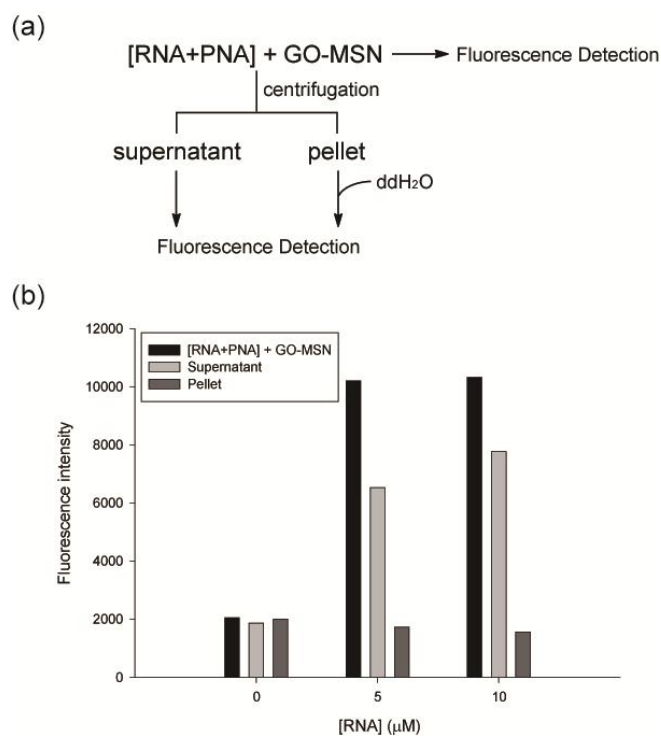 (a)
[RNA+PNA] + GO-MSN → Fluorescence Detection
centrifugation
supernatant pellet
ddH₂O
Fluorescence Detection
(b)
12000
[RNA+PNA] + GO-MSN
Supernatant
Pellet
10000
8000
6000
4000
2000
0
Fluorescence intensity
0 5 10
[RNA] (μM)